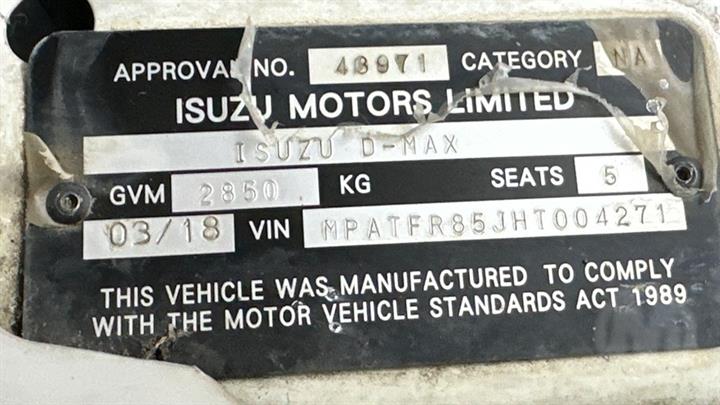 APPROVAL NO. 43971 CATEGORY NA
ISUZU MOTORS LIMITED
ISUZU D-MAX
GVM 2850 KG SEATS 5
03/18 VIN MPATFR85JHT004271
THIS VEHICLE WAS MANUFACTURED TO COMPLY
WITH THE MOTOR VEHICLE STANDARDS ACT 1989